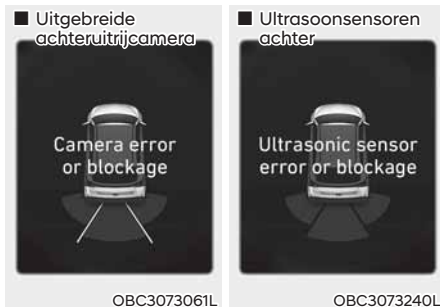 ■ Uitgebreide
achteruitrijcamera
Camera error
or blockage
OBC3073061L
■ Ultrasoonsensoren
achter
Ultrasonic sensor
error or blockage
OBC3073240L